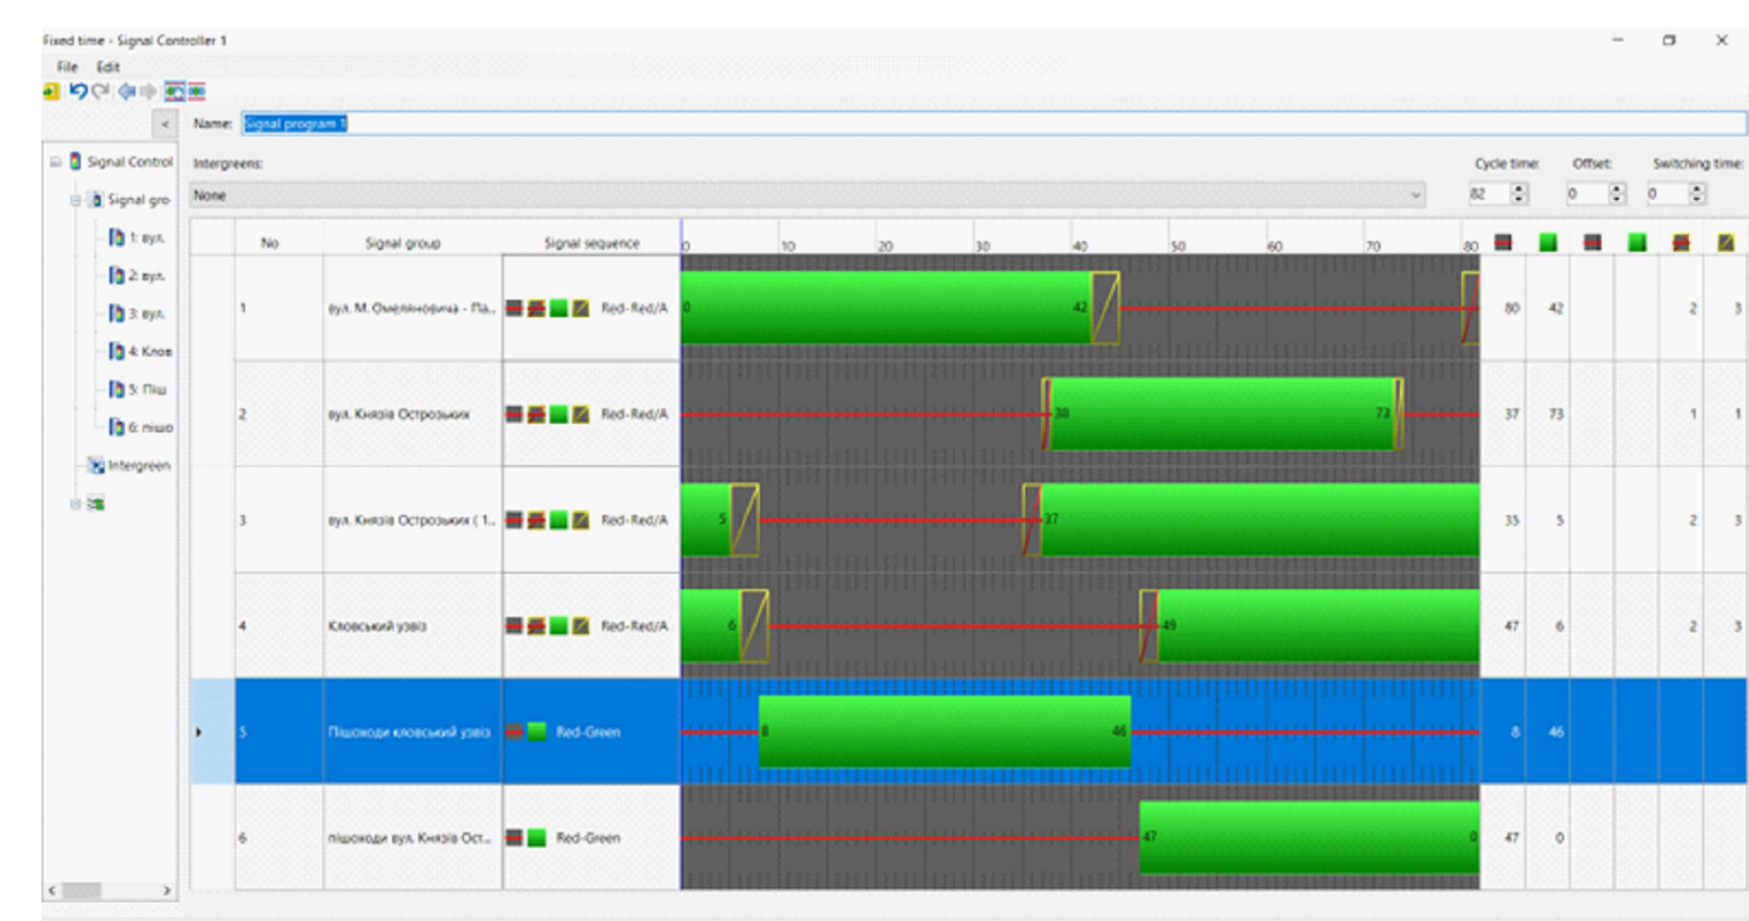 Fixed time - Signal Controller 1
File Edit
< Name: Signal program 1
Signal Control
Intergreens:
Cycle time: Offset: Switching time:
None
82 0 0
Signal gro
1: вул.
2: вул.
3: вул.
4: Клов
5: Піш
6: пішо
Intergreen
No Signal group Signal sequence 0 10 20 30 40 50 60 70 80
1 вул. М. Омеляновича - Па... Red-Red/A 0 42 80 42 2 3
2 вул. Князів Острозьких Red-Red/A 38 73 37 73 1 1
3 вул. Князів Острозьких ( 1... Red-Red/A 5 37 35 5 2 3
4 Кловський узвіз Red-Red/A 6 49 47 6 2 3
5 Пішоходи кловський узвіз Red-Green 8 46 8 46
6 пішоходи вул. Князів Ост... Red-Green 47 0 47 0